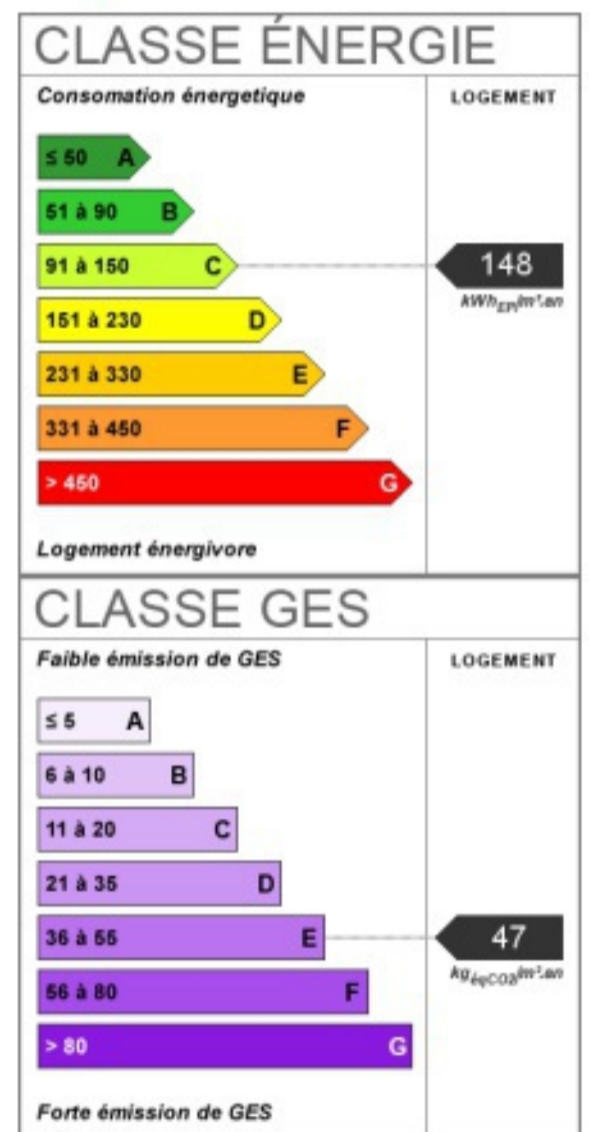 CLASSE ÉNERGIE
Consomation énergetique
LOGEMENT
≤ 50 A
51 à 90 B
91 à 150 C
148
kWhEP/m².an
151 à 230 D
231 à 330 E
331 à 450 F
> 450 G
Logement énergivore
CLASSE GES
Faible émission de GES
LOGEMENT
≤ 5 A
6 à 10 B
11 à 20 C
21 à 35 D
36 à 55 E
47
kgéqCO2/m².an
56 à 80 F
> 80 G
Forte émission de GES